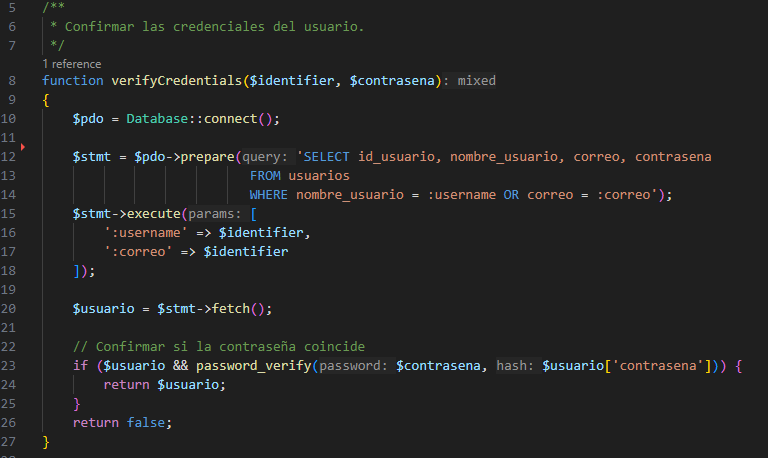 5 /**
6 * Confirmar las credenciales del usuario.
7 */
1 reference
8 function verifyCredentials($identifier, $contrasena): mixed
9 {
10 $pdo = Database::connect();
11
12 $stmt = $pdo->prepare(query: 'SELECT id_usuario, nombre_usuario, correo, contrasena
13 FROM usuarios
14 WHERE nombre_usuario = :username OR correo = :correo');
15 $stmt->execute(params: [
16 ':username' => $identifier,
17 ':correo' => $identifier
18 ]);
19
20 $usuario = $stmt->fetch();
21
22 // Confirmar si la contraseña coincide
23 if ($usuario && password_verify(password: $contrasena, hash: $usuario['contrasena'])) {
24 return $usuario;
25 }
26 return false;
27 }